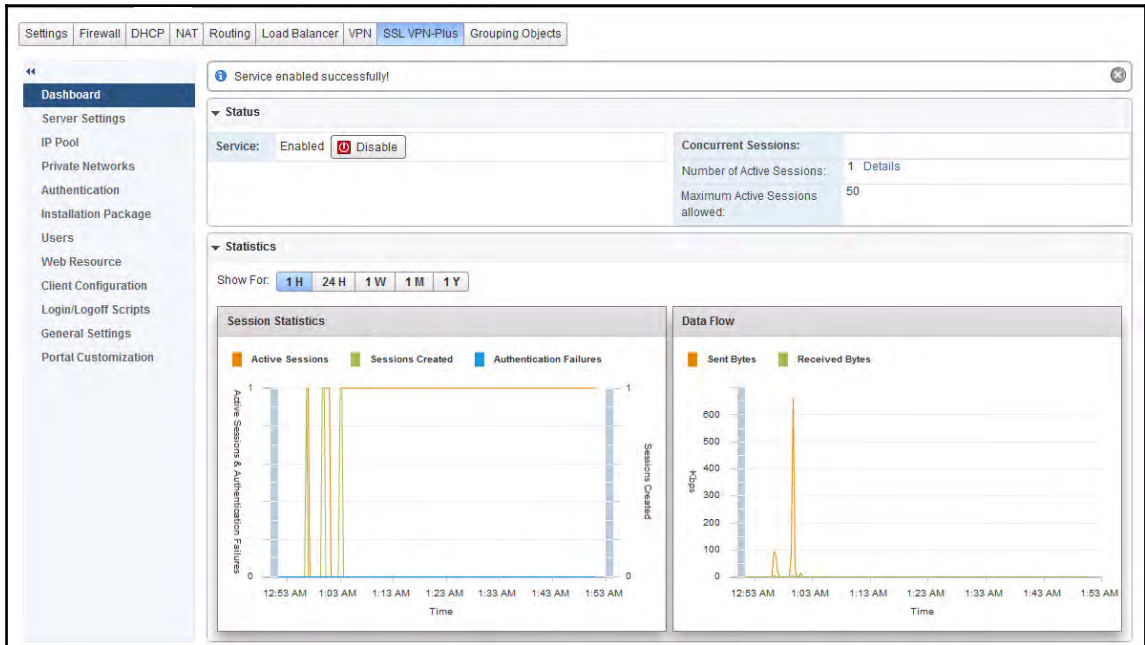 Settings Firewall DHCP NAT Routing Load Balancer VPN SSL VPN-Plus Grouping Objects
Service enabled successfully!
Dashboard
Server Settings
IP Pool
Private Networks
Authentication
Installation Package
Users
Web Resource
Client Configuration
Login/Logoff Scripts
General Settings
Portal Customization
Status
Service: Enabled Disable
Concurrent Sessions:
Number of Active Sessions: 1 Details
Maximum Active Sessions allowed: 50
Statistics
Show For: 1 H 24 H 1 W 1 M 1 Y
Session Statistics
Active Sessions Sessions Created Authentication Failures
Active Sessions & Authentication Failures
1
0
Sessions Created
1
0
12:53 AM 1:03 AM 1:13 AM 1:23 AM 1:33 AM 1:43 AM 1:53 AM
Time
Data Flow
Sent Bytes Received Bytes
Kbps
600
500
400
300
200
100
0
12:53 AM 1:03 AM 1:13 AM 1:23 AM 1:33 AM 1:43 AM 1:53 AM
Time